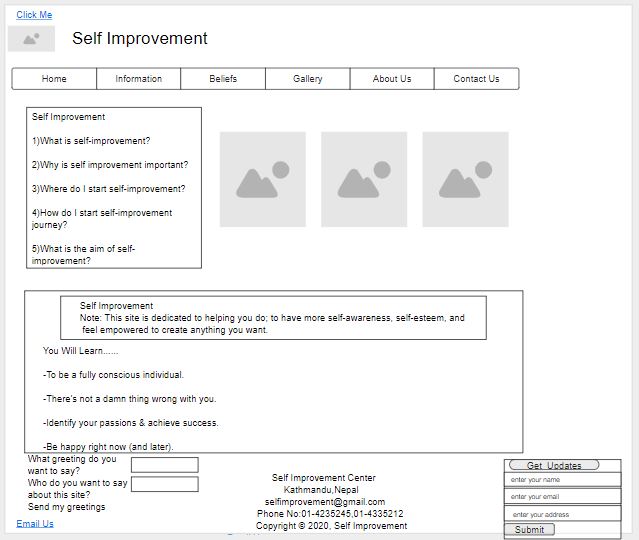 Click Me
Self Improvement
Home
Information
Beliefs
Gallery
About Us
Contact Us
Self Improvement
1)What is self-improvement?
2)Why is self improvement important?
3)Where do I start self-improvement?
4)How do I start self-improvement
journey?
5)What is the aim of self-
improvement?
Self Improvement
Note: This site is dedicated to helping you do; to have more self-awareness, self-esteem, and
feel empowered to create anything you want.
You Will Learn......
-To be a fully conscious individual.
-There's not a damn thing wrong with you.
-Identify your passions & achieve success.
-Be happy right now (and later).
What greeting do you
want to say?
Who do you want to say
about this site?
Send my greetings
Email Us
Self Improvement Center
Kathmandu,Nepal
selfimprovement@gmail.com
Phone No:01-4235245,01-4335212
Copyright © 2020, Self Improvement
Get Updates
enter your name
enter your email
enter your address
Submit